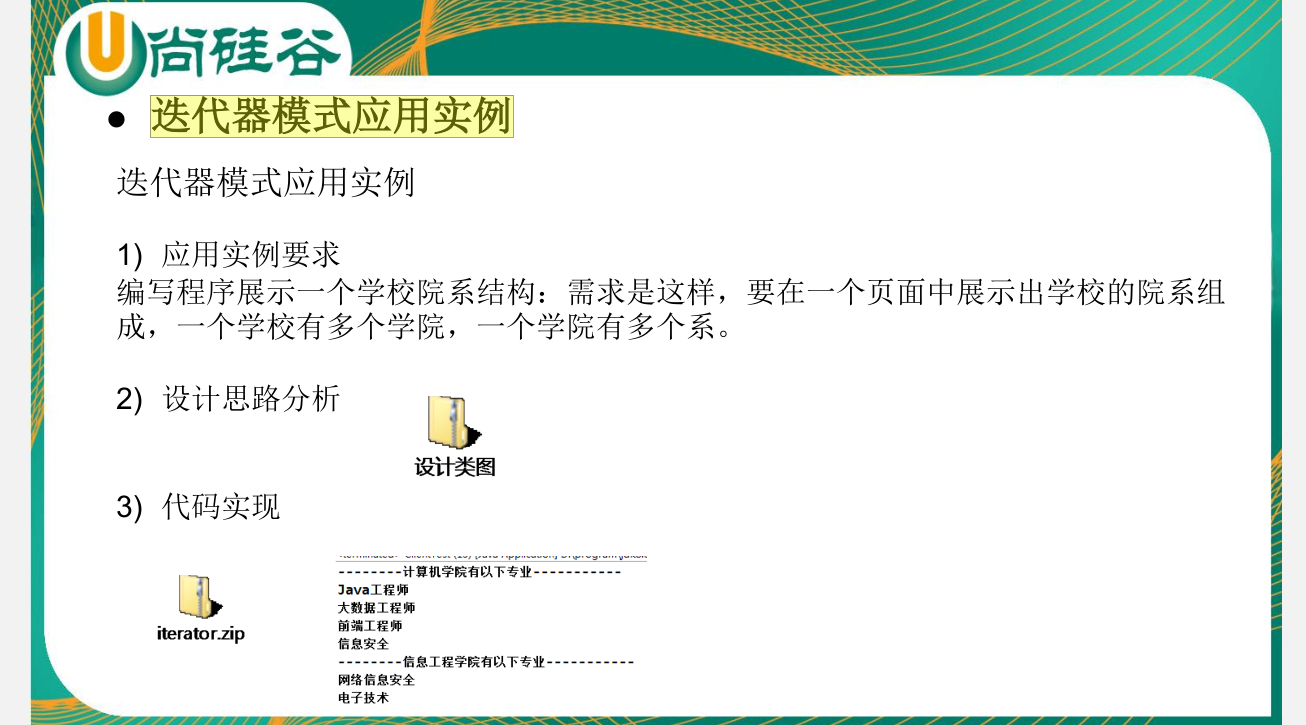 尚硅谷
● 迭代器模式应用实例
迭代器模式应用实例
1) 应用实例要求
编写程序展示一个学校院系结构：需求是这样，要在一个页面中展示出学校的院系组
成，一个学校有多个学院，一个学院有多个系。
2) 设计思路分析
设计类图
3) 代码实现
iterator.zip
--------计算机学院有以下专业-----------
Java工程师
大数据工程师
前端工程师
信息安全
--------信息工程学院有以下专业-----------
网络信息安全
电子技术